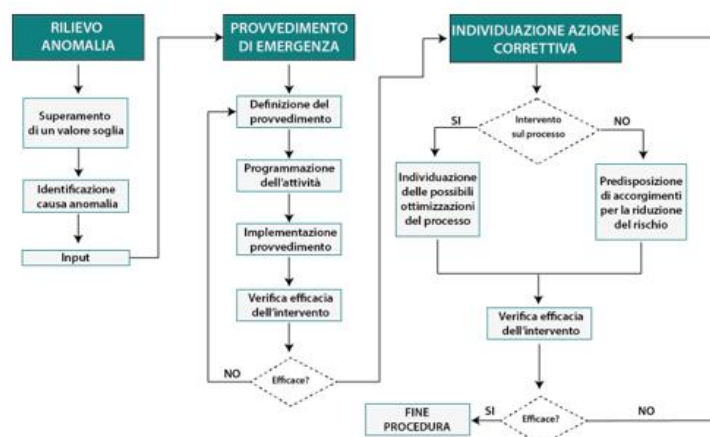 RILIEVO
ANOMALIA
Superamento
di un valore soglia
Identificazione
causa anomalia
Input
PROVVEDIMENTO
DI EMERGENZA
Definizione del
provvedimento
Programmazione
dell'attività
Implementazione
provvedimento
Verifica efficacia
dell'intervento
NO
Efficace?
INDIVIDUAZIONE AZIONE
CORRETTIVA
SI
Intervento
sul processo
NO
Individuazione
delle possibili
ottimizzazioni
del processo
Predisposizione
di accorgimenti
per la riduzione
del rischio
Verifica efficacia
dell'intervento
FINE
PROCEDURA
SI
Efficace?
NO